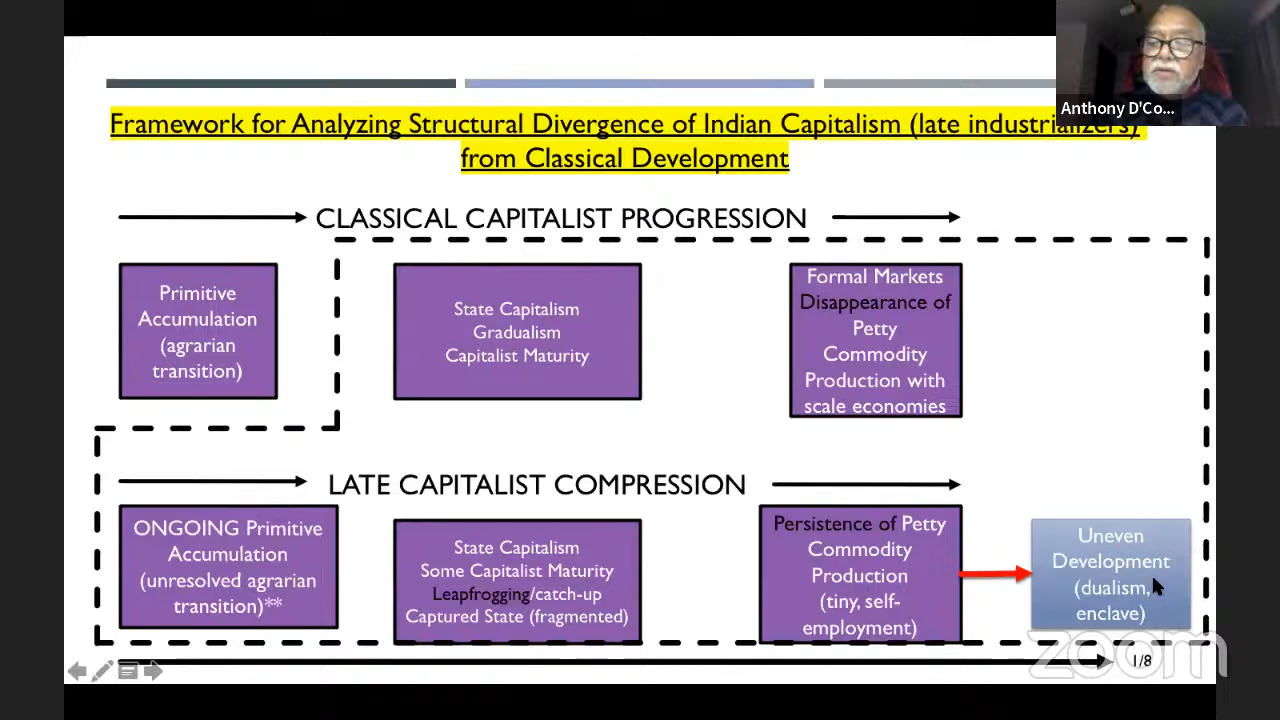 Anthony D'Co...
Framework for Analyzing Structural Divergence of Indian Capitalism (late industrializers)
from Classical Development
CLASSICAL CAPITALIST PROGRESSION
Primitive
Accumulation
(agrarian
transition)
State Capitalism
Gradualism
Capitalist Maturity
Formal Markets
Disappearance of
Petty
Commodity
Production with
scale economies
LATE CAPITALIST COMPRESSION
ONGOING Primitive
Accumulation
(unresolved agrarian
transition)**
State Capitalism
Some Capitalist Maturity
Leapfrogging/catch-up
Captured State (fragmented)
Persistence of Petty
Commodity
Production
(tiny, self-
employment)
Uneven
Development
(dualism,
enclave)
1/8
zoom